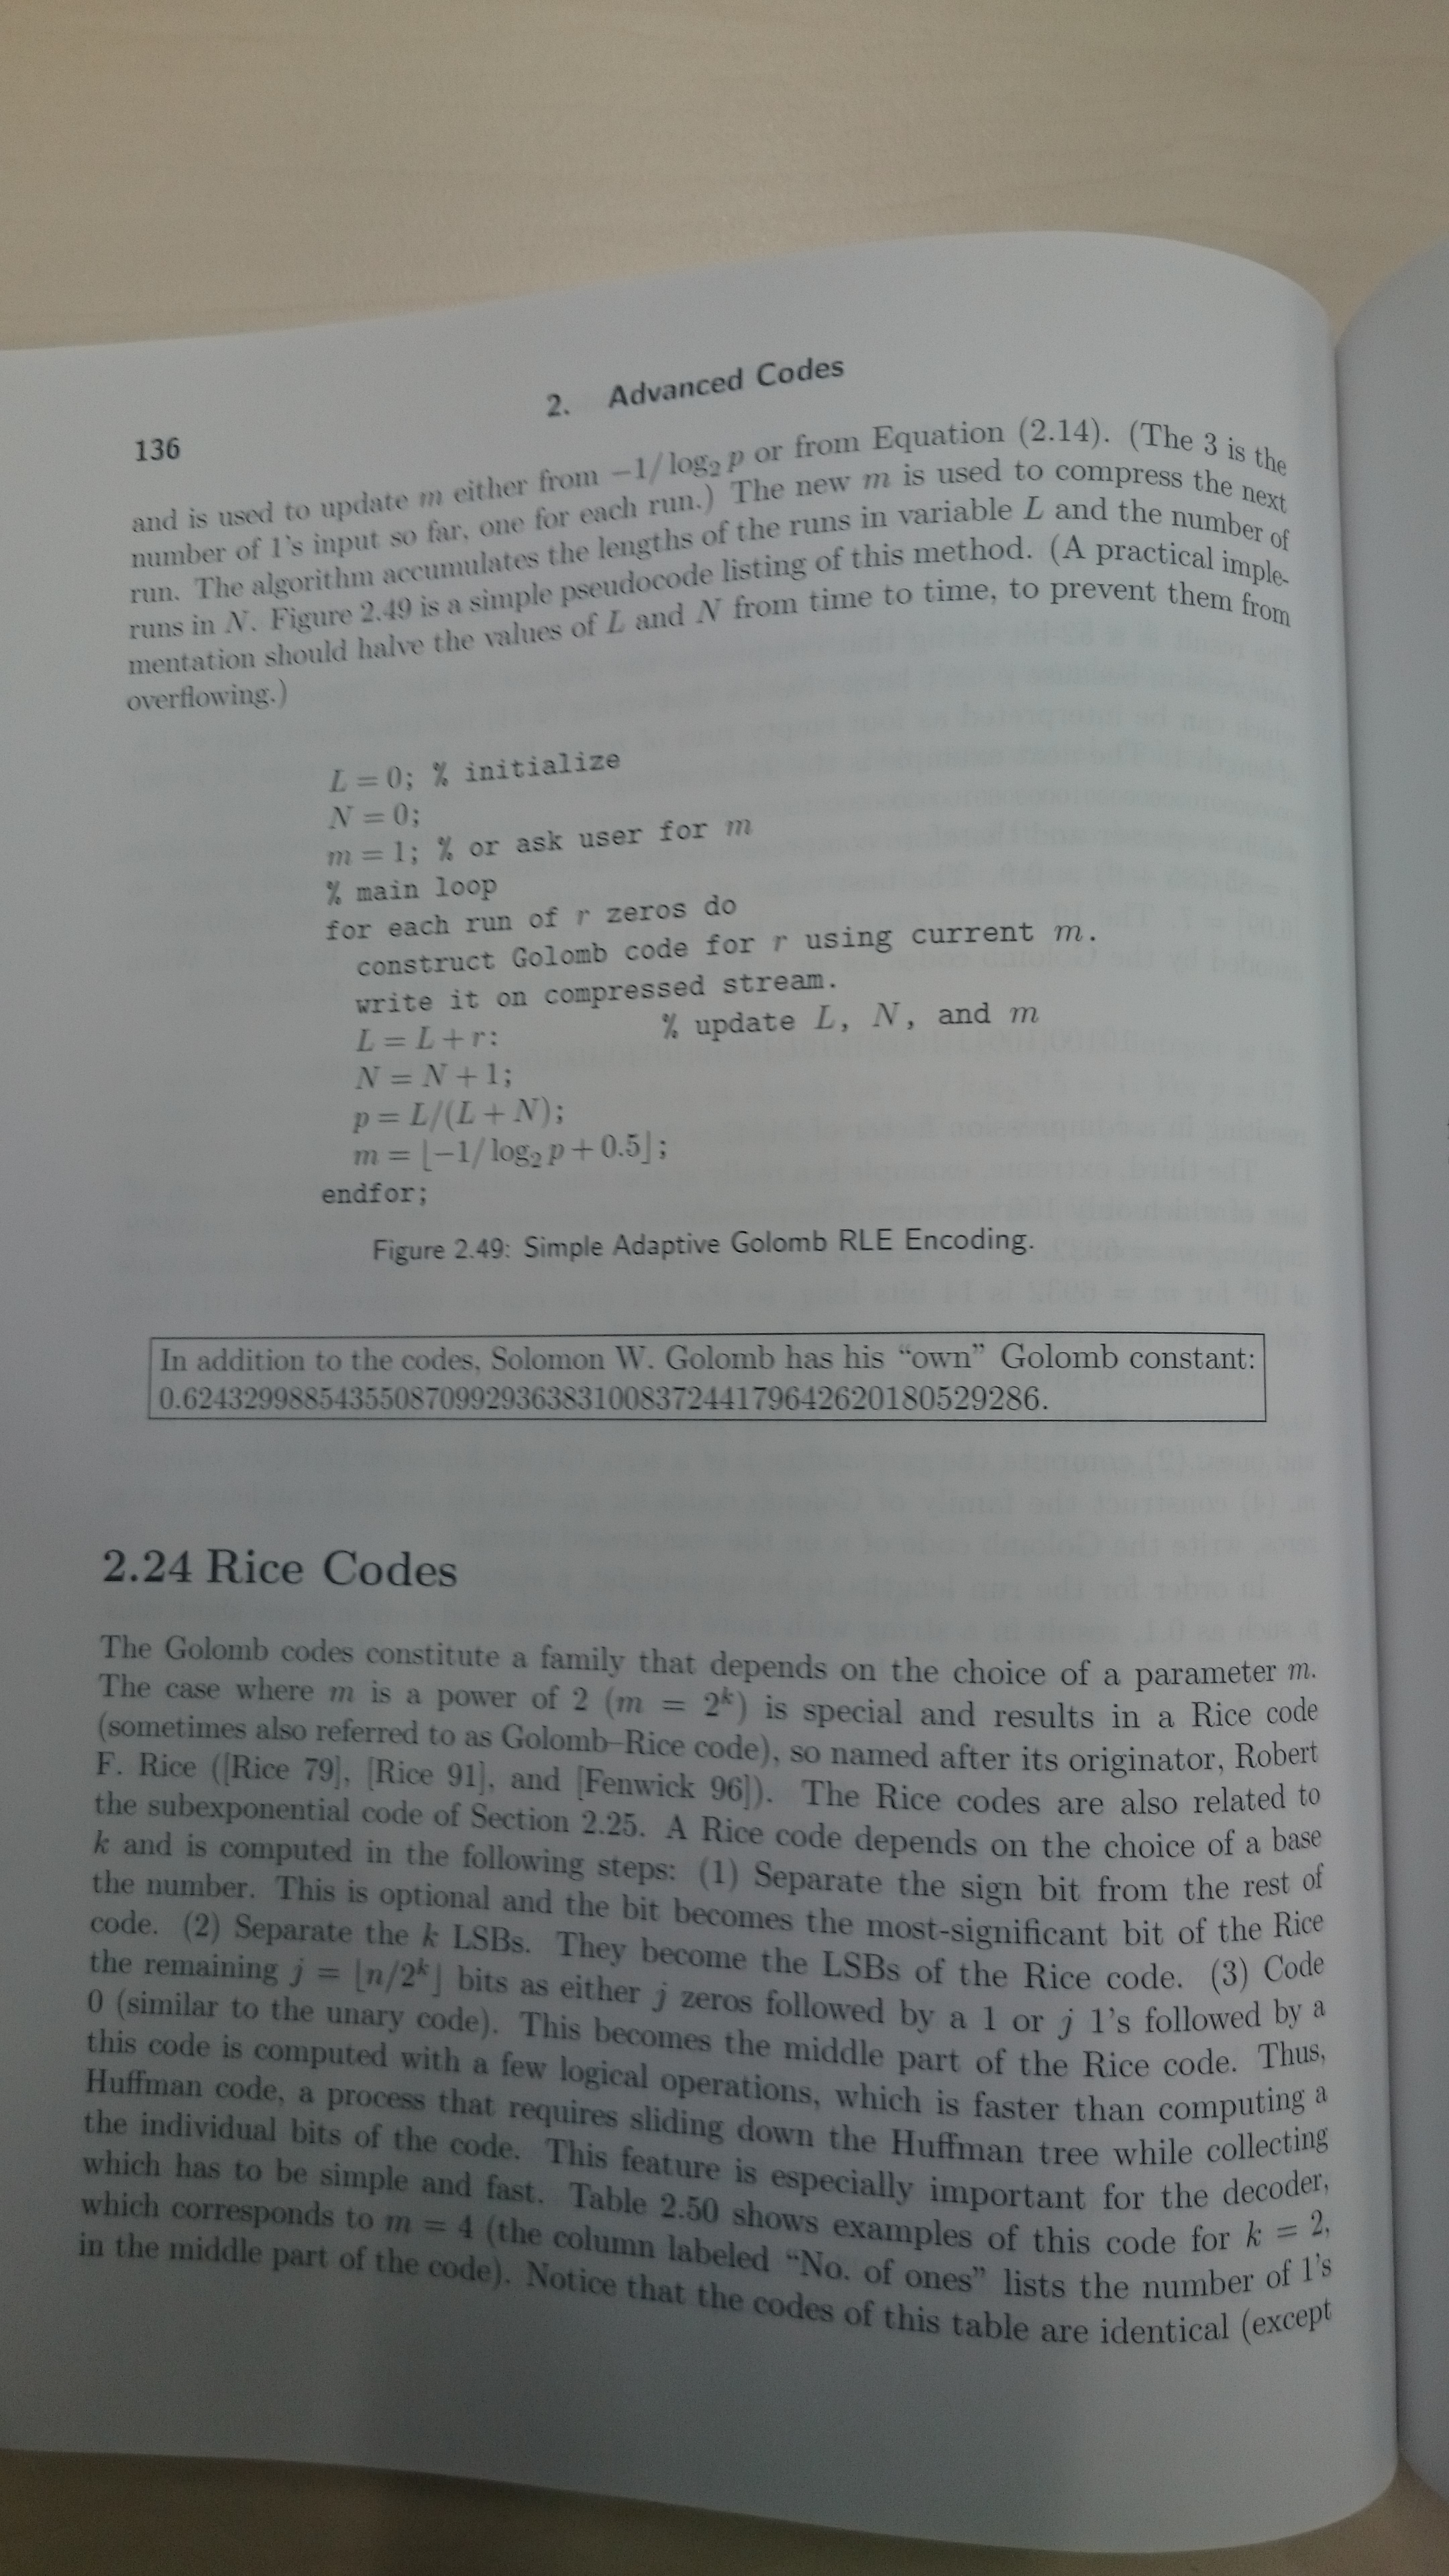 136
2. Advanced Codes
and is used to update m either from −1/log₂ p or from Equation (2.14). (The 3 is the
number of 1's input so far, one for each run.) The new m is used to compress the next
run. The algorithm accumulates the lengths of the runs in variable L and the number of
runs in N. Figure 2.49 is a simple pseudocode listing of this method. (A practical imple-
mentation should halve the values of L and N from time to time, to prevent them from
overflowing.)
L = 0; % initialize
N = 0;
m = 1; % or ask user for m
% main loop
for each run of r zeros do
construct Golomb code for r using current m.
write it on compressed stream.
L = L + r: % update L, N, and m
N = N + 1;
p = L/(L + N);
m = ⌊−1/log₂ p + 0.5⌋;
endfor;
Figure 2.49: Simple Adaptive Golomb RLE Encoding.
In addition to the codes, Solomon W. Golomb has his “own” Golomb constant:
0.624329988543550870992936383100837244179642620180529286.
2.24 Rice Codes
The Golomb codes constitute a family that depends on the choice of a parameter m.
The case where m is a power of 2 (m = 2ᵏ) is special and results in a Rice code
(sometimes also referred to as Golomb–Rice code), so named after its originator, Robert
F. Rice ([Rice 79], [Rice 91], and [Fenwick 96]). The Rice codes are also related to
the subexponential code of Section 2.25. A Rice code depends on the choice of a base
k and is computed in the following steps: (1) Separate the sign bit from the rest of
the number. This is optional and the bit becomes the most-significant bit of the Rice
code. (2) Separate the k LSBs. They become the LSBs of the Rice code. (3) Code
the remaining j = ⌊n/2ᵏ⌋ bits as either j zeros followed by a 1 or j 1's followed by a
0 (similar to the unary code). This becomes the middle part of the Rice code. Thus,
this code is computed with a few logical operations, which is faster than computing a
Huffman code, a process that requires sliding down the Huffman tree while collecting
the individual bits of the code. This feature is especially important for the decoder,
which has to be simple and fast. Table 2.50 shows examples of this code for k = 2,
which corresponds to m = 4 (the column labeled “No. of ones” lists the number of 1's
in the middle part of the code). Notice that the codes of this table are identical (except